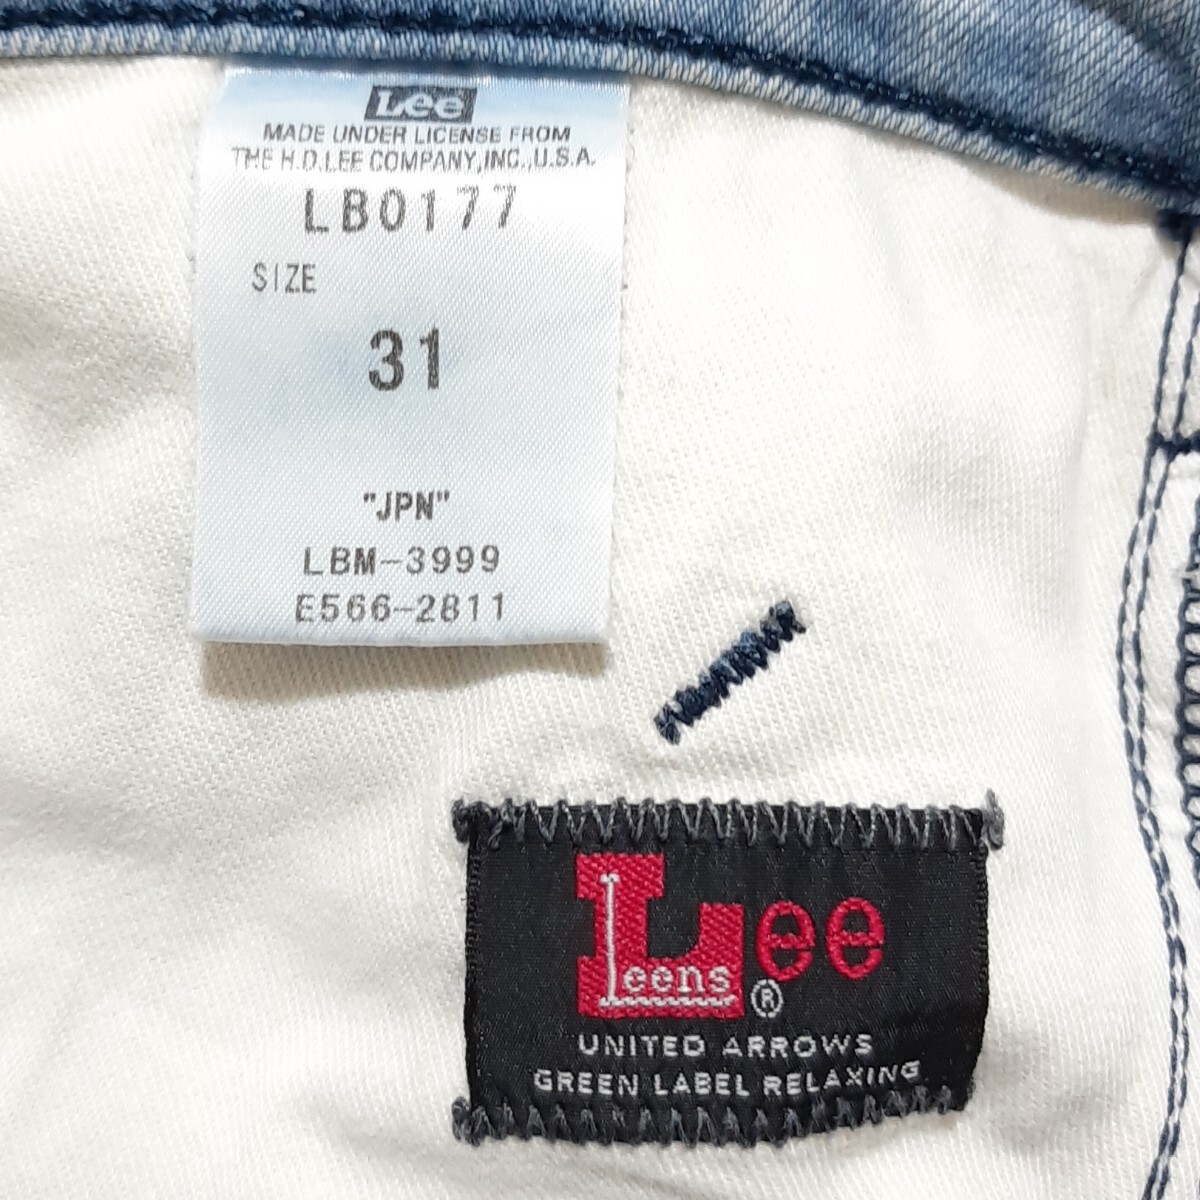 Lee
MADE UNDER LICENSE FROM
THE H.D.LEE COMPANY,INC.,U.S.A.
LB0177
SIZE
31
"JPN"
LBM-3999
E566-2811
Lee
Leens
®
UNITED ARROWS
GREEN LABEL RELAXING